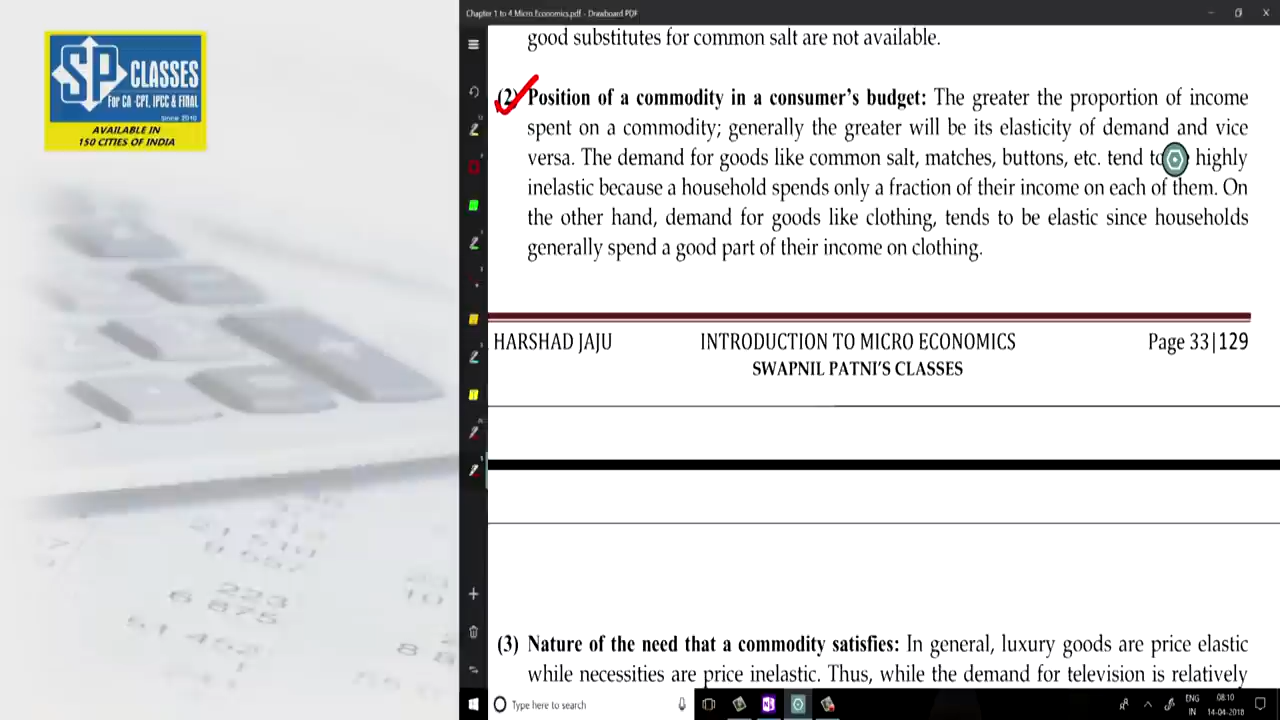 Chapter 1 to 4 Micro Economics.pdf - Drawboard PDF
SP CLASSES
For CA -CPT, IPCC & FINAL
Since 2010
AVAILABLE IN
150 CITIES OF INDIA
good substitutes for common salt are not available.
(2) Position of a commodity in a consumer's budget: The greater the proportion of income
spent on a commodity; generally the greater will be its elasticity of demand and vice
versa. The demand for goods like common salt, matches, buttons, etc. tend to highly
inelastic because a household spends only a fraction of their income on each of them. On
the other hand, demand for goods like clothing, tends to be elastic since households
generally spend a good part of their income on clothing.
HARSHAD JAJU INTRODUCTION TO MICRO ECONOMICS Page 33|129
SWAPNIL PATNI'S CLASSES
(3) Nature of the need that a commodity satisfies: In general, luxury goods are price elastic
while necessities are price inelastic. Thus, while the demand for television is relatively
223
6 875
Type here to search
ENG
IN
08:10
14-04-2018